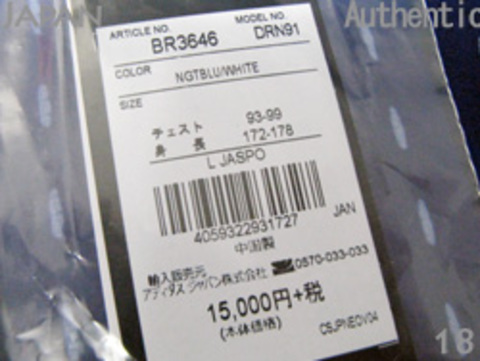 JAPAN
Authentic
ARTICLE NO. MODEL NO.
BR3646 DRN91
COLOR NGTBLU/WHITE
SIZE
チェスト 93-99
身長 172-178
L JASPO
4059322931727 JAN
中国製
輸入販売元
アディダス ジャパン株式会社 0570-033-033
15,000円+税
(本体価格)
CSJPNEOV04
18